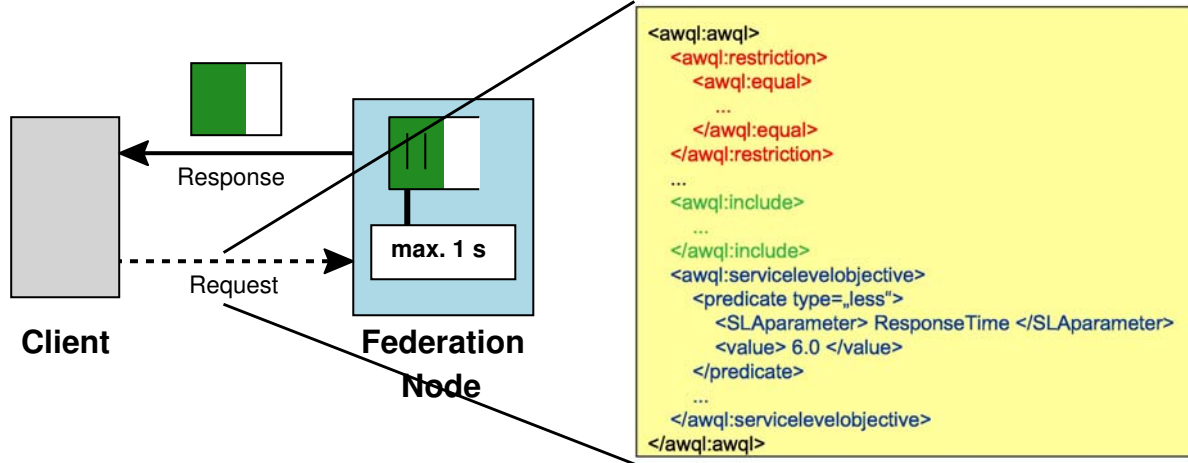 Response
max. 1 s
Request
Client
Federation
Node
<awql:awql>
<awql:restriction>
<awql:equal>
...
</awql:equal>
</awql:restriction>
...
<awql:include>
...
</awql:include>
<awql:servicelevelobjective>
<predicate type=„less“>
<SLAparameter> ResponseTime </SLAparameter>
<value> 6.0 </value>
</predicate>
...
</awql:servicelevelobjective>
</awql:awql>